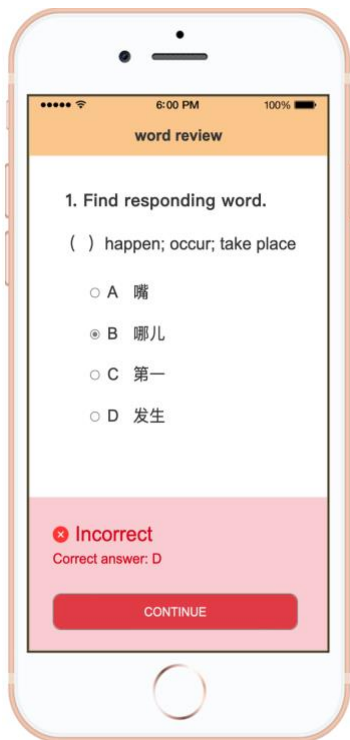 6:00 PM 100%
word review
1. Find responding word.
( ) happen; occur; take place
A 嘴
B 哪儿
C 第一
D 发生
Incorrect
Correct answer: D
CONTINUE